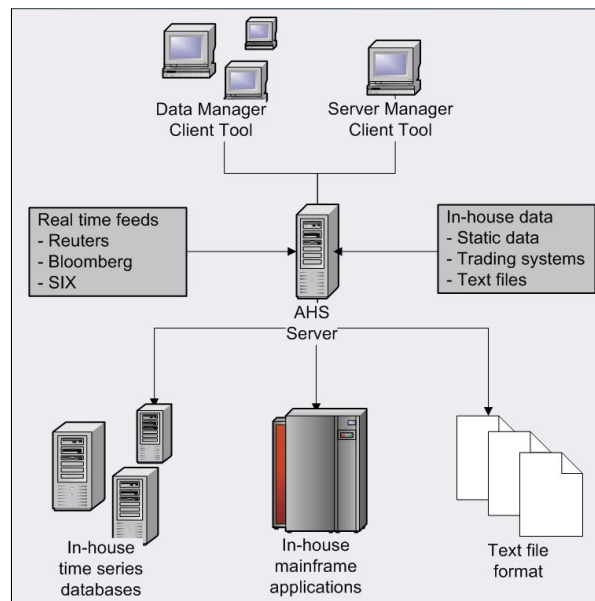 Data Manager
Client Tool
Server Manager
Client Tool
Real time feeds
- Reuters
- Bloomberg
- SIX
In-house data
- Static data
- Trading systems
- Text files
AHS
Server
In-house
time series
databases
In-house
mainframe
applications
Text file
format